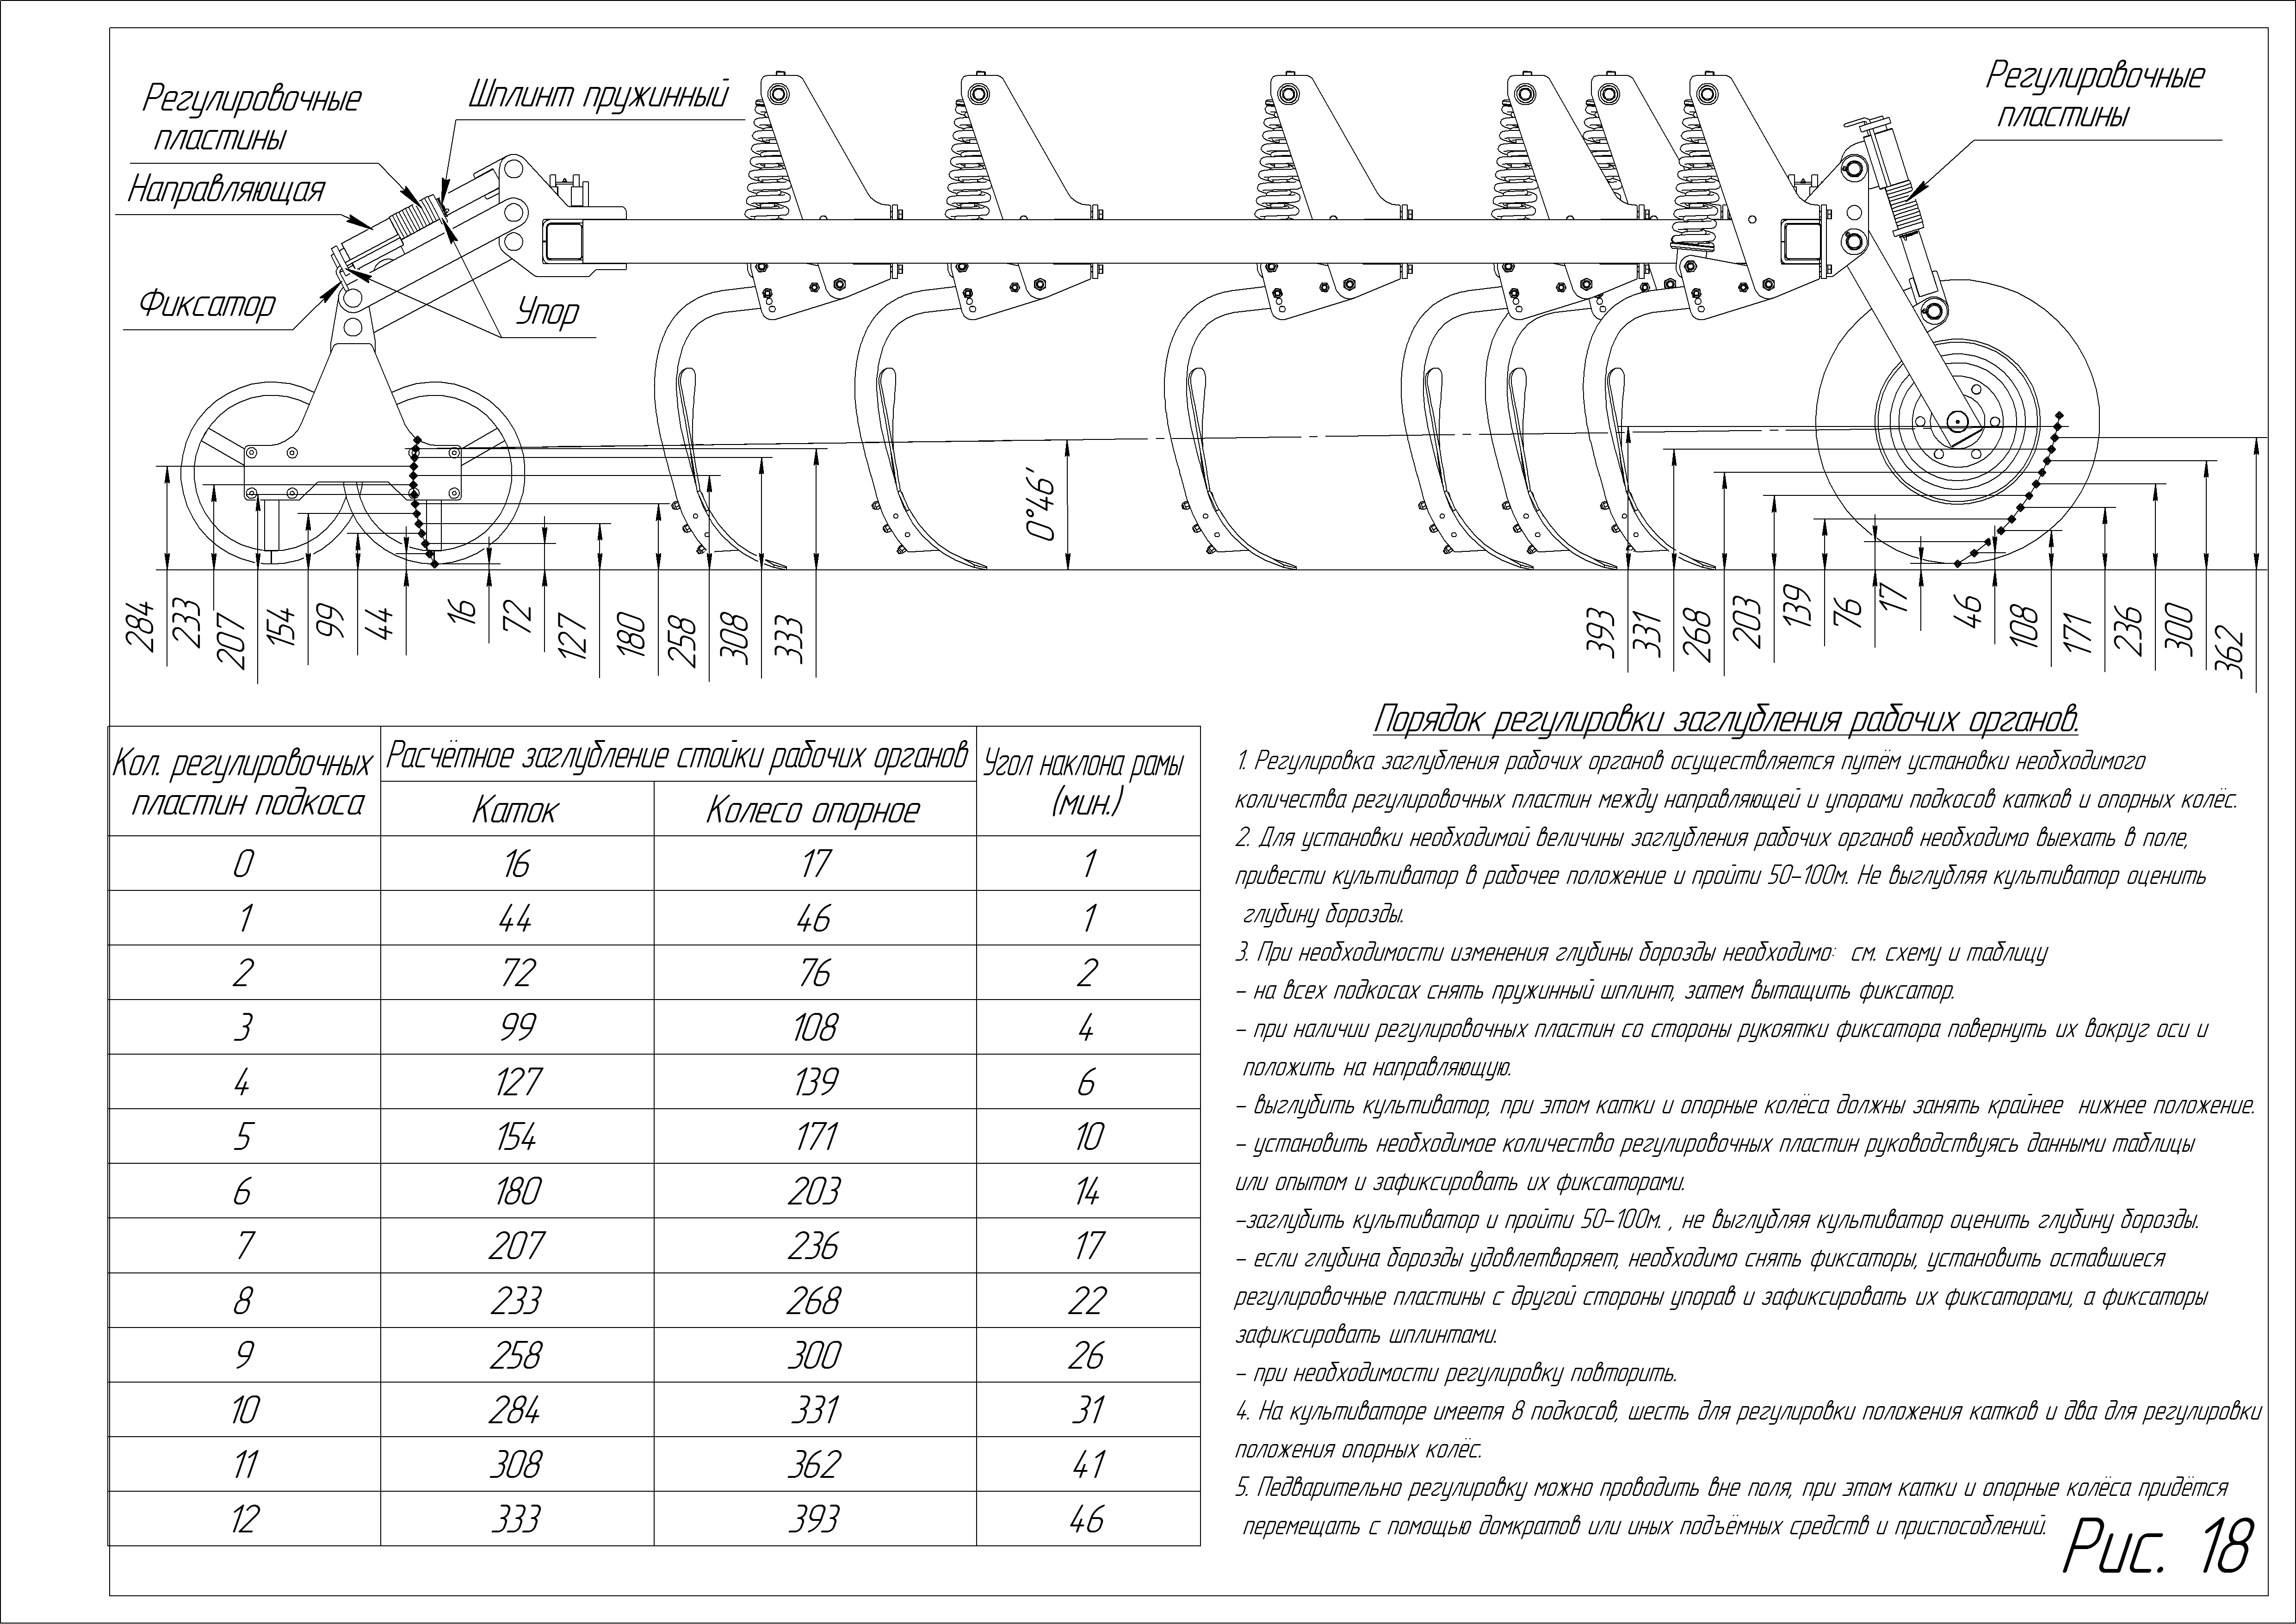 Регулировочные
пластины
Шплинт пружинный
Направляющая
Фиксатор
Упор
Регулировочные
пластины
0°46'
284
233
207
154
99
44
16
72
127
180
258
308
333
393
331
268
203
139
76
17
46
108
171
236
300
362
Кол. регулировочных
пластин подкоса
Расчётное заглубление стойки рабочих органов
Угол наклона рамы
(мин.)
Каток Колесо опорное
0 16 17 1
1 44 46 1
2 72 76 2
3 99 108 4
4 127 139 6
5 154 171 10
6 180 203 14
7 207 236 17
8 233 268 22
9 258 300 26
10 284 331 31
11 308 362 41
12 333 393 46
Порядок регулировки заглубления рабочих органов.
1. Регулировка заглубления рабочих органов осуществляется путём установки необходимого
количества регулировочных пластин между направляющей и упорами подкосов катков и опорных колёс.
2. Для установки необходимой величины заглубления рабочих органов необходимо выехать в поле,
привести культиватор в рабочее положение и пройти 50-100м. Не выглубляя культиватор оценить
глубину борозды.
3. При необходимости изменения глубины борозды необходимо: см. схему и таблицу
- на всех подкосах снять пружинный шплинт, затем вытащить фиксатор.
- при наличии регулировочных пластин со стороны рукоятки фиксатора повернуть их вокруг оси и
положить на направляющую.
- выглубить культиватор, при этом катки и опорные колёса должны занять крайнее нижнее положение.
- установить необходимое количество регулировочных пластин руководствуясь данными таблицы
или опытом и зафиксировать их фиксаторами.
-заглубить культиватор и пройти 50-100м. , не выглубляя культиватор оценить глубину борозды.
- если глубина борозды удовлетворяет, необходимо снять фиксаторы, установить оставшиеся
регулировочные пластины с другой стороны упорав и зафиксировать их фиксаторами, а фиксаторы
зафиксировать шплинтами.
- при необходимости регулировку повторить.
4. На культиваторе имеетя 8 подкосов, шесть для регулировки положения катков и два для регулировки
положения опорных колёс.
5. Педварительно регулировку можно проводить вне поля, при этом катки и опорные колёса придётся
перемещать с помощью домкратов или иных подъёмных средств и приспособлений.
Рис. 18